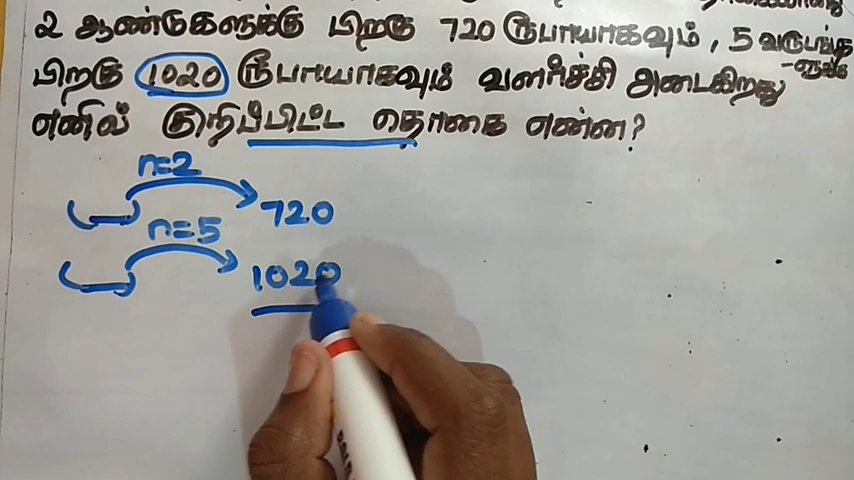 2 ஆண்டுகளுக்கு பிறகு 720 ரூபாயாகவும், 5 வருடங்க
-ளுக்கு
பிறகு 1020 ரூபாயாகவும் வளர்ச்சி அடைகிறது
எனில் குறிப்பிட்ட தொகை என்ன?
n=2
720
n=5
1020